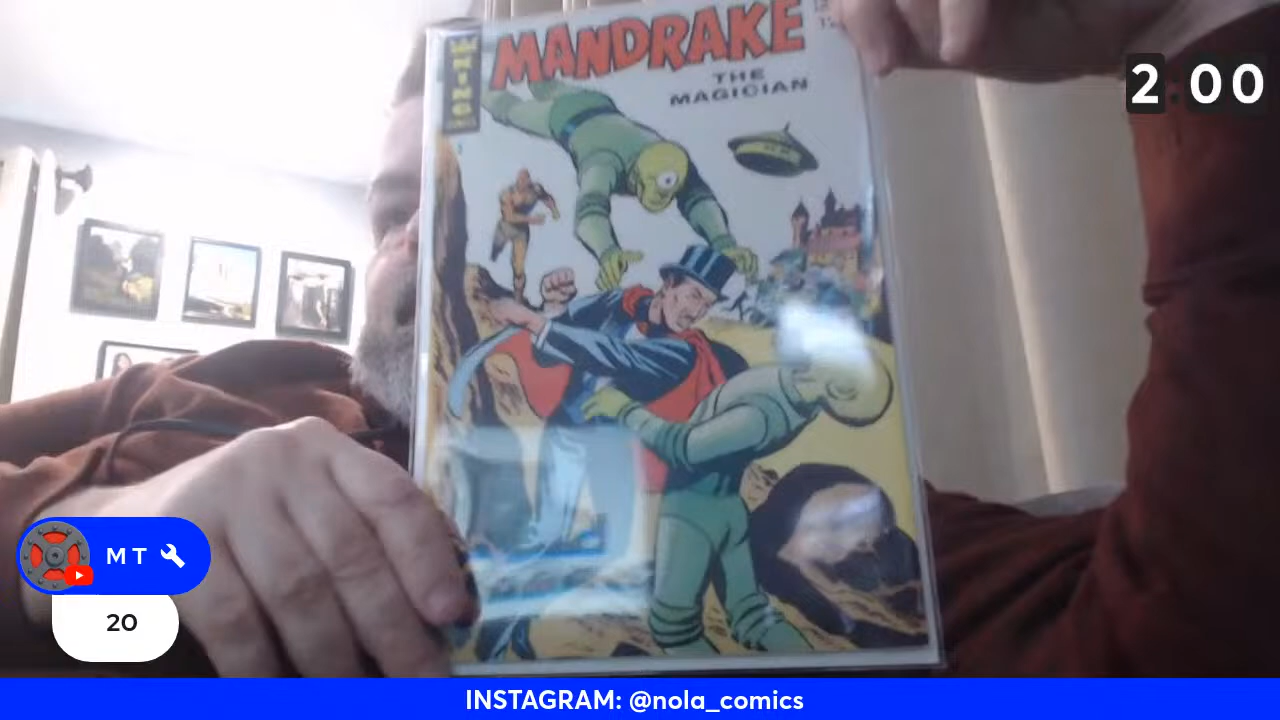 MANDRAKE
THE
MAGICIAN
KING
2:00
M T
20
INSTAGRAM: @nola_comics